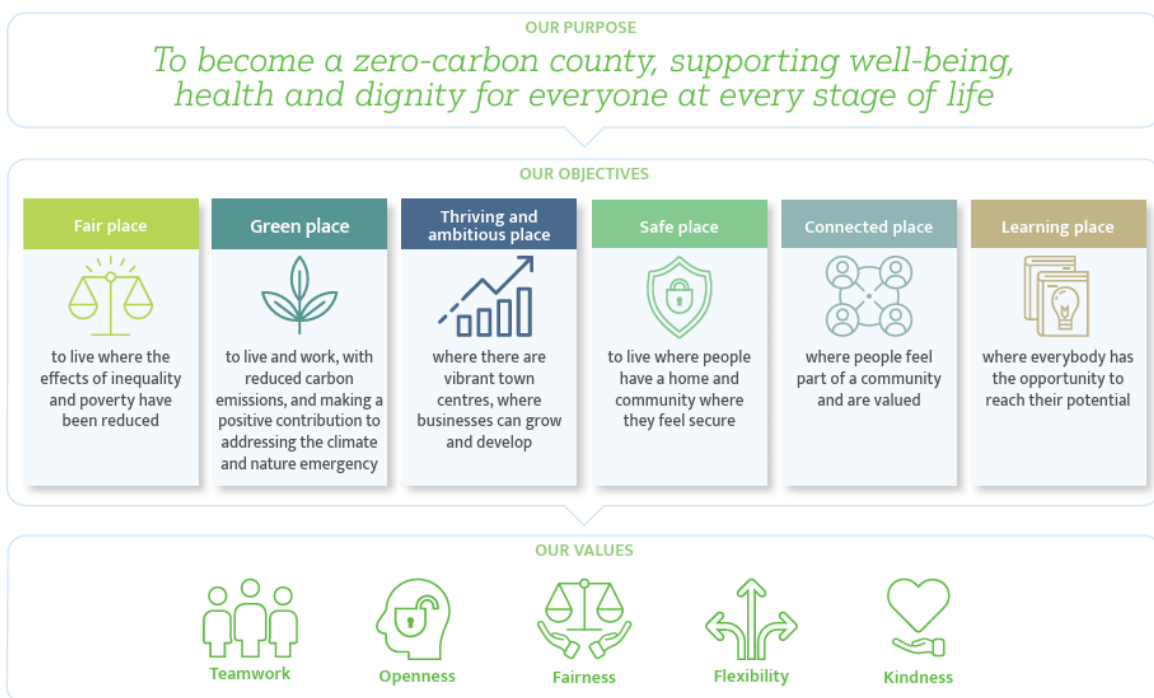 OUR PURPOSE
To become a zero-carbon county, supporting well-being,
health and dignity for everyone at every stage of life
OUR OBJECTIVES
Fair place
to live where the
effects of inequality
and poverty have
been reduced
Green place
to live and work, with
reduced carbon
emissions, and making a
positive contribution to
addressing the climate
and nature emergency
Thriving and
ambitious place
where there are
vibrant town
centres, where
businesses can grow
and develop
Safe place
to live where people
have a home and
community where
they feel secure
Connected place
where people feel
part of a community
and are valued
Learning place
where everybody has
the opportunity to
reach their potential
OUR VALUES
Teamwork
Openness
Fairness
Flexibility
Kindness